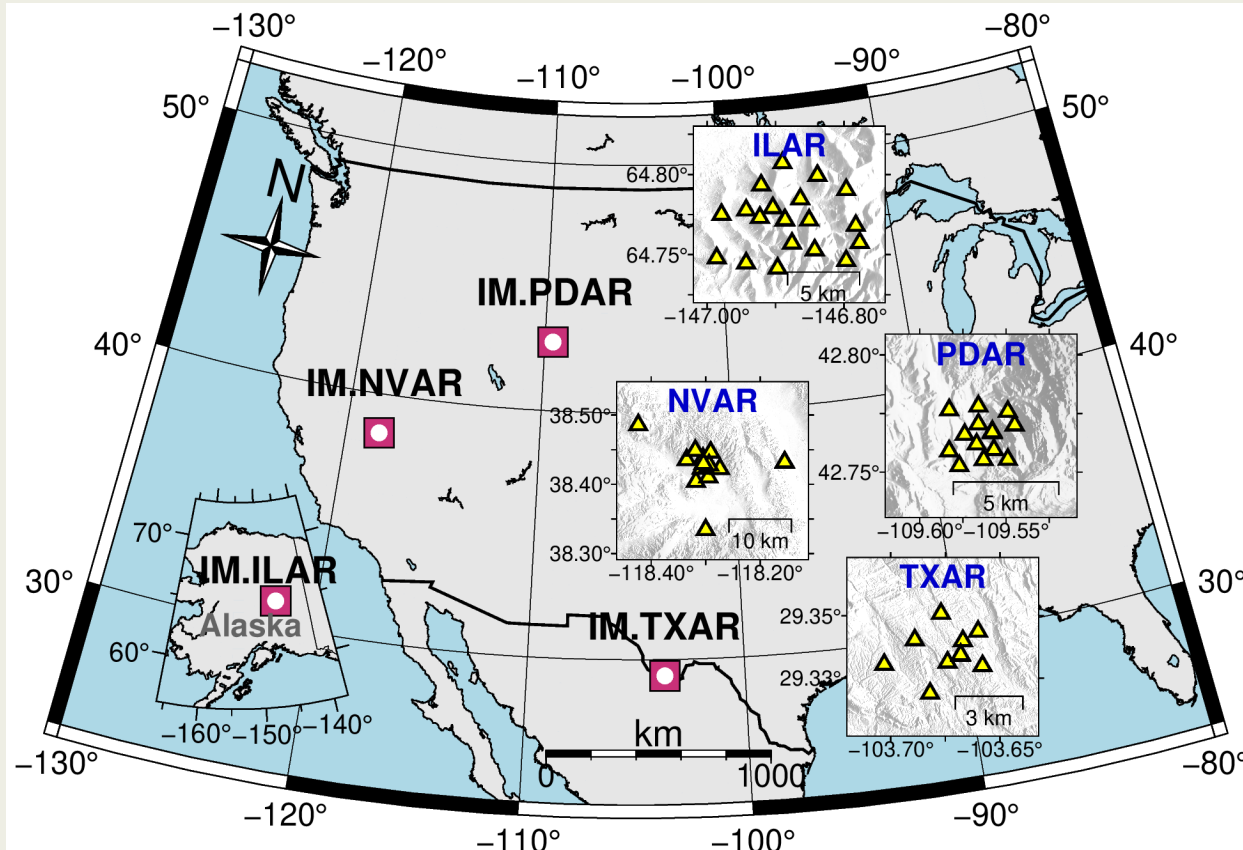 −130°
−120°
−110°
−100°
−90°
−80°
50°
50°
N
ILAR
64.80°
64.75°
5 km
−147.00°
−146.80°
IM.PDAR
40°
40°
IM.NVAR
PDAR
42.80°
42.75°
5 km
−109.60°
−109.55°
NVAR
38.50°
38.40°
38.30°
10 km
−118.40°
−118.20°
70°
60°
IM.ILAR
Alaska
−160°
−150°
−140°
30°
30°
IM.TXAR
TXAR
29.35°
29.33°
3 km
−103.70°
−103.65°
km
0
1000
−130°
−120°
−110°
−100°
−90°
−80°